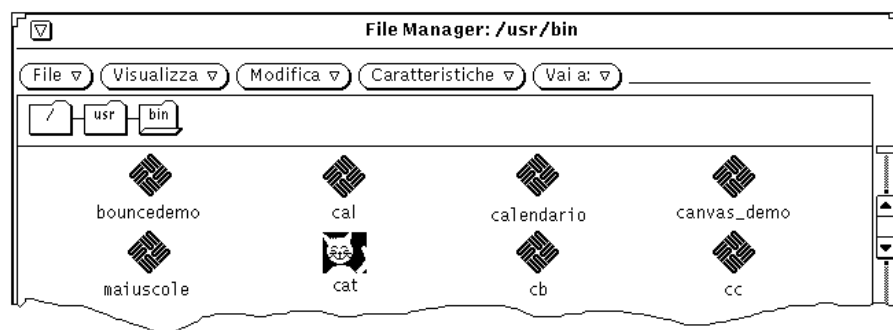 File Manager: /usr/bin
File Visualizza Modifica Caratteristiche Vai a:
/ usr bin
bouncedemo cal calendario canvas_demo
maiuscole cat cb cc